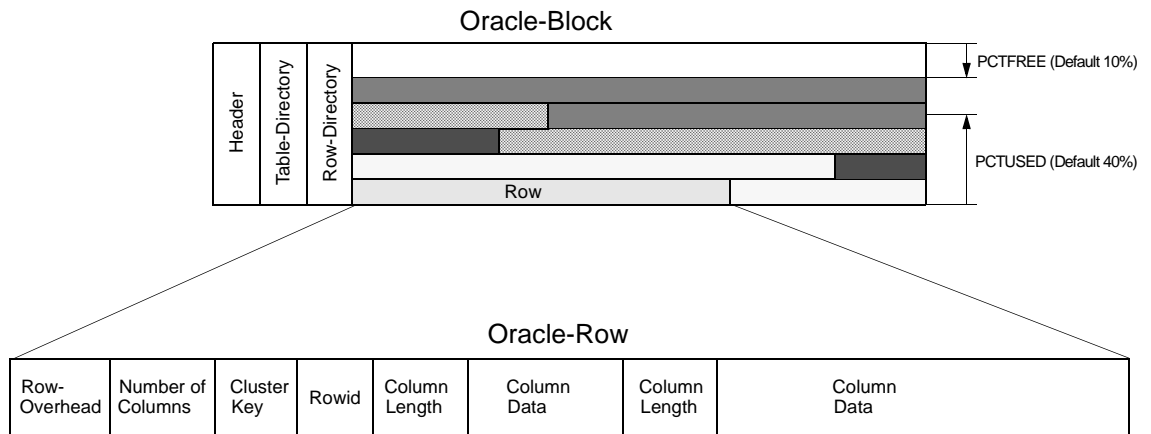 Oracle-Block
Header
Table-Directory
Row-Directory
PCTFREE (Default 10%)
PCTUSED (Default 40%)
Row
Oracle-Row
Row-
Overhead
Number of
Columns
Cluster
Key
Rowid
Column
Length
Column
Data
Column
Length
Column
Data